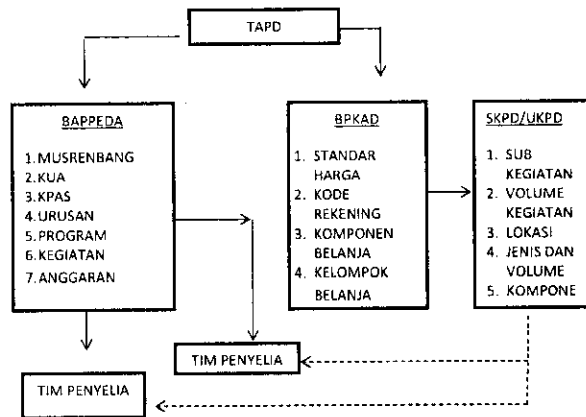 TAPD
BAPPEDA
1. MUSRENBANG
2. KUA
3. KPAS
4. URUSAN
5. PROGRAM
6. KEGIATAN
7. ANGGARAN
BPKAD
1. STANDAR
HARGA
2. KODE
REKENING
3. KOMPONEN
BELANJA
4. KELOMPOK
BELANJA
SKPD/UKPD
1. SUB
KEGIATAN
2. VOLUME
KEGIATAN
3. LOKASI
4. JENIS DAN
VOLUME
5. KOMPONE
TIM PENYELIA
TIM PENYELIA